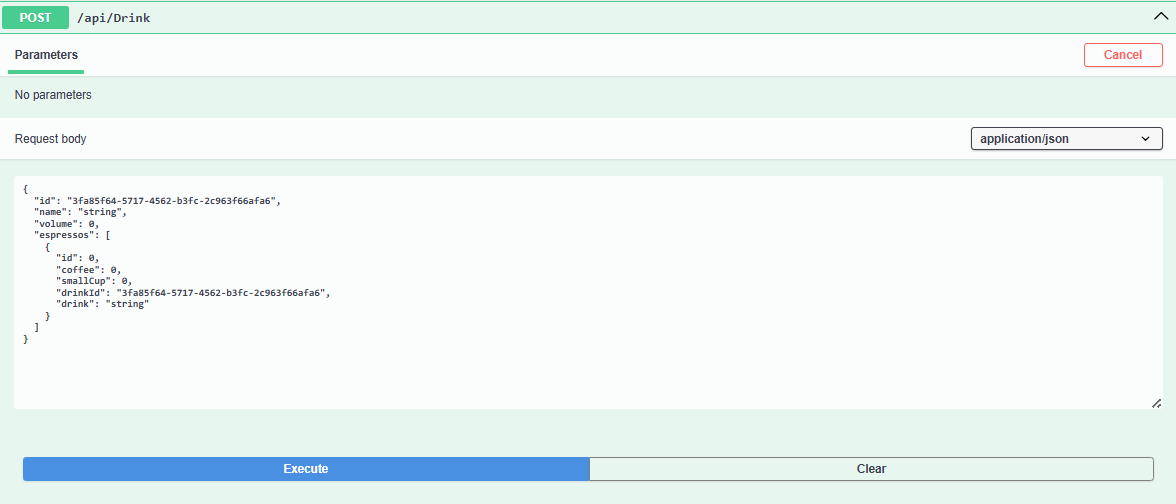 POST /api/Drink
Parameters Cancel
No parameters
Request body application/json
{
  "id": "3fa85f64-5717-4562-b3fc-2c963f66afa6",
  "name": "string",
  "volume": 0,
  "espressos": [
    {
      "id": 0,
      "coffee": 0,
      "smallCup": 0,
      "drinkId": "3fa85f64-5717-4562-b3fc-2c963f66afa6",
      "drink": "string"
    }
  ]
}
Execute Clear